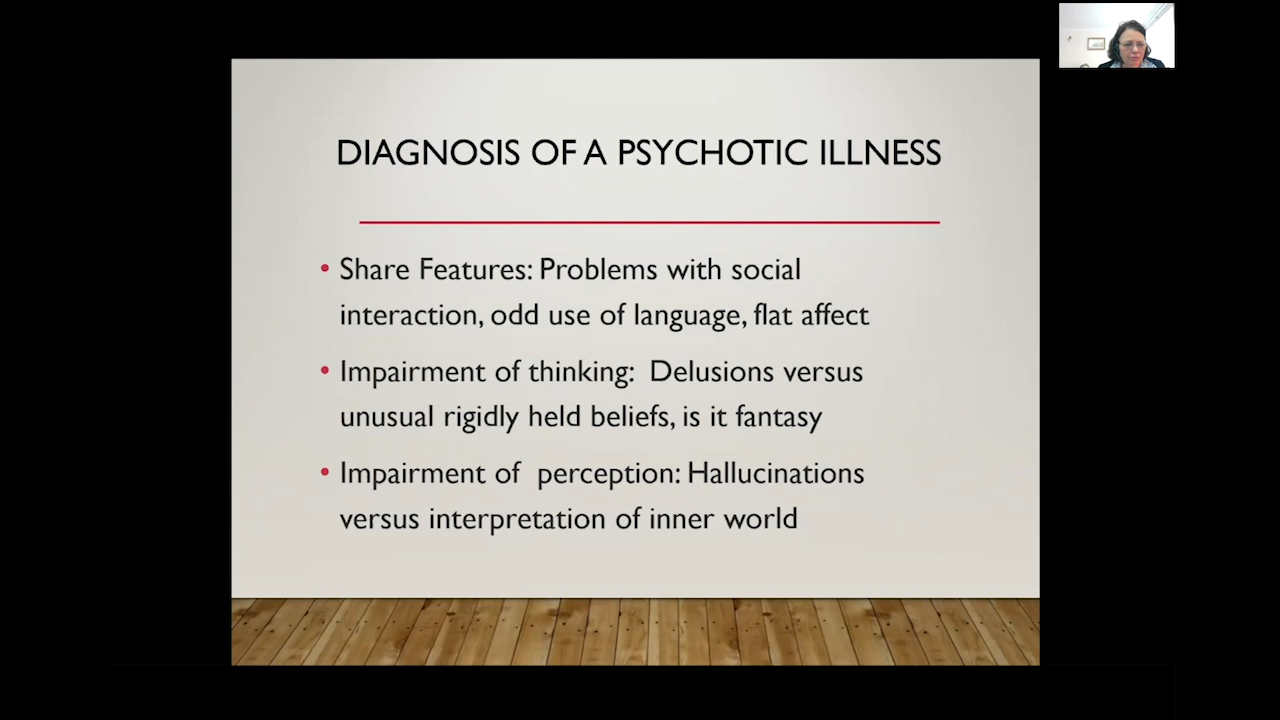 DIAGNOSIS OF A PSYCHOTIC ILLNESS
• Share Features: Problems with social
interaction, odd use of language, flat affect
• Impairment of thinking:  Delusions versus
unusual rigidly held beliefs, is it fantasy
• Impairment of  perception: Hallucinations
versus interpretation of inner world